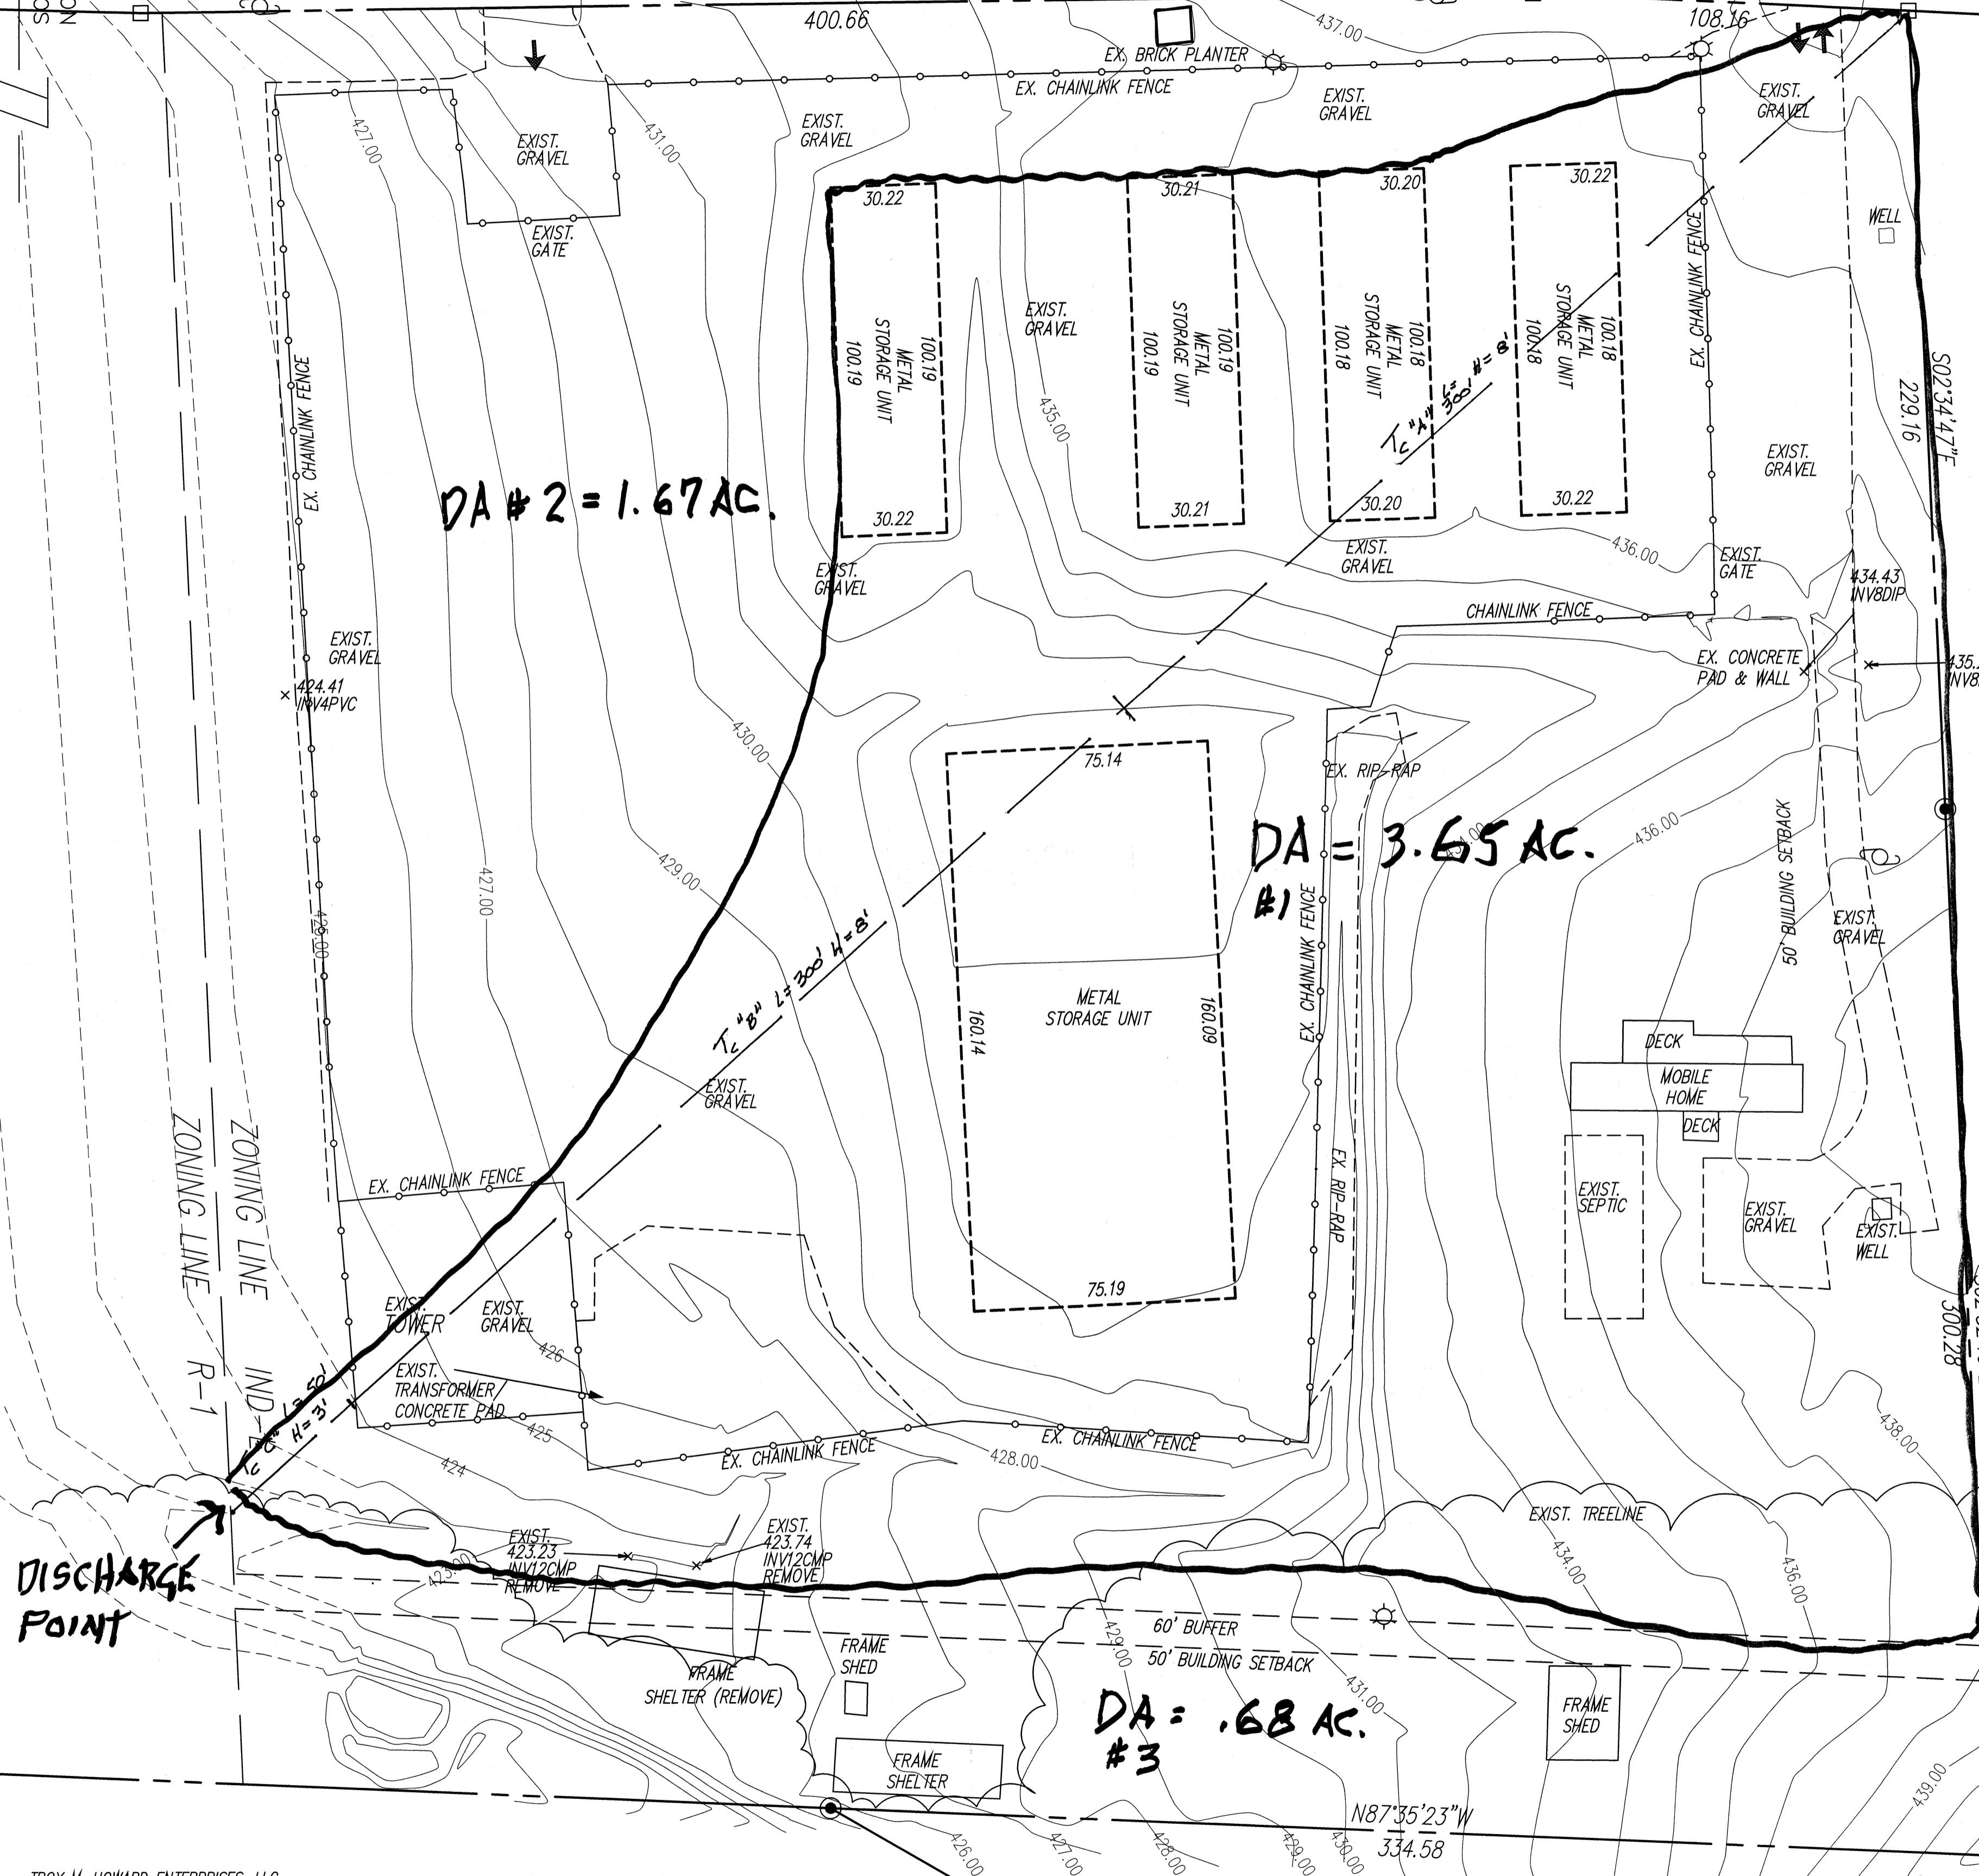 400.66
108.16
437.00
EX. BRICK PLANTER
EX. CHAINLINK FENCE
EXIST.
GRAVEL
EXIST.
GRAVEL
EXIST.
GRAVEL
EXIST.
GRAVEL
427.00
431.00
EXIST.
GATE
30.22
30.21
30.20
30.22
WELL
METAL
STORAGE UNIT
100.19
100.19
METAL
STORAGE UNIT
100.19
100.19
METAL
STORAGE UNIT
100.18
100.18
METAL
STORAGE UNIT
100.18
100.18
EXIST.
GRAVEL
435.00
EX. CHAINLINK FENCE
EX. CHAINLINK FENCE
Tc "A" L= 300' H= 8'
S02°34'47"E
229.16
EXIST.
GRAVEL
DA # 2 = 1.67 AC.
30.22
30.21
30.20
30.22
EXIST.
GRAVEL
EXIST.
GRAVEL
436.00
EXIST.
GATE
434.43
INV8DIP
CHAINLINK FENCE
EXIST.
GRAVEL
424.41
INV4PVC
EX. CONCRETE
PAD & WALL
430.00
75.14
EX. RIP-RAP
DA = 3.65 AC.
#1
436.00
50' BUILDING SETBACK
429.00
427.00
425.00
EX. CHAINLINK FENCE
EXIST.
GRAVEL
Tc "B" L= 300' H= 8'
METAL
STORAGE UNIT
160.14
160.09
DECK
MOBILE
HOME
DECK
EXIST.
GRAVEL
ZONING LINE
ZONING LINE
EX. CHAINLINK FENCE
EX. RIP-RAP
EXIST.
SEPTIC
EXIST.
GRAVEL
EXIST.
WELL
75.19
EXIST.
TOWER
EXIST.
GRAVEL
300.28
426
R-1
IND-2
Tc "C" L= 50'
H= 3'
EXIST.
TRANSFORMER/
CONCRETE PAD
425
424
EX. CHAINLINK FENCE
EX. CHAINLINK FENCE
428.00
438.00
EXIST. TREELINE
DISCHARGE
POINT
EXIST.
423.23
INV12CMP
REMOVE
EXIST.
423.74
INV12CMP
REMOVE
434.00
436.00
60' BUFFER
50' BUILDING SETBACK
429.00
431.00
FRAME
SHED
FRAME
SHELTER (REMOVE)
DA = .68 AC.
#3
FRAME
SHED
FRAME
SHELTER
439.00
N87°35'23"W
334.58
426.00
427.00
428.00
429.00
430.00